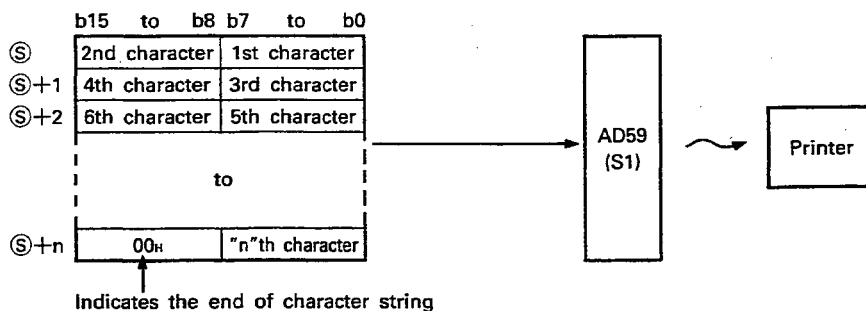 b15 to b8 b7 to b0
Ⓢ 2nd character 1st character
Ⓢ+1 4th character 3rd character
Ⓢ+2 6th character 5th character
to
Ⓢ+n 00H "n"th character
Indicates the end of character string
AD59
(S1)
Printer